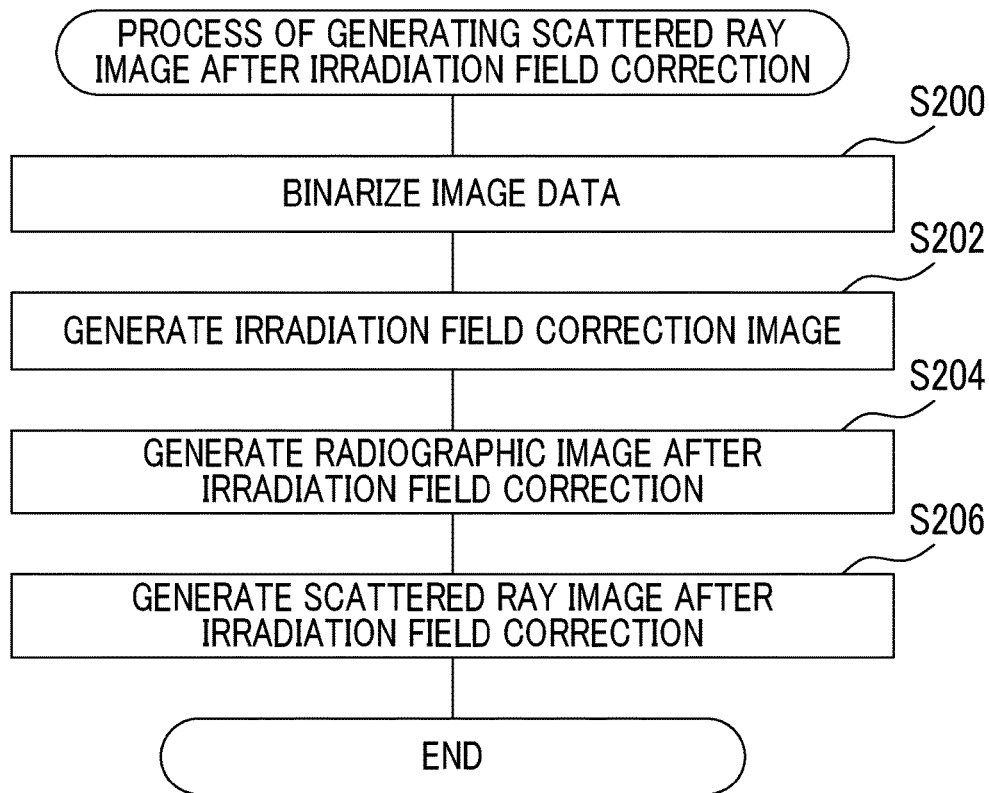 PROCESS OF GENERATING SCATTERED RAY
IMAGE AFTER IRRADIATION FIELD CORRECTION
S200
BINARIZE IMAGE DATA
S202
GENERATE IRRADIATION FIELD CORRECTION IMAGE
S204
GENERATE RADIOGRAPHIC IMAGE AFTER
IRRADIATION FIELD CORRECTION
S206
GENERATE SCATTERED RAY IMAGE AFTER
IRRADIATION FIELD CORRECTION
END